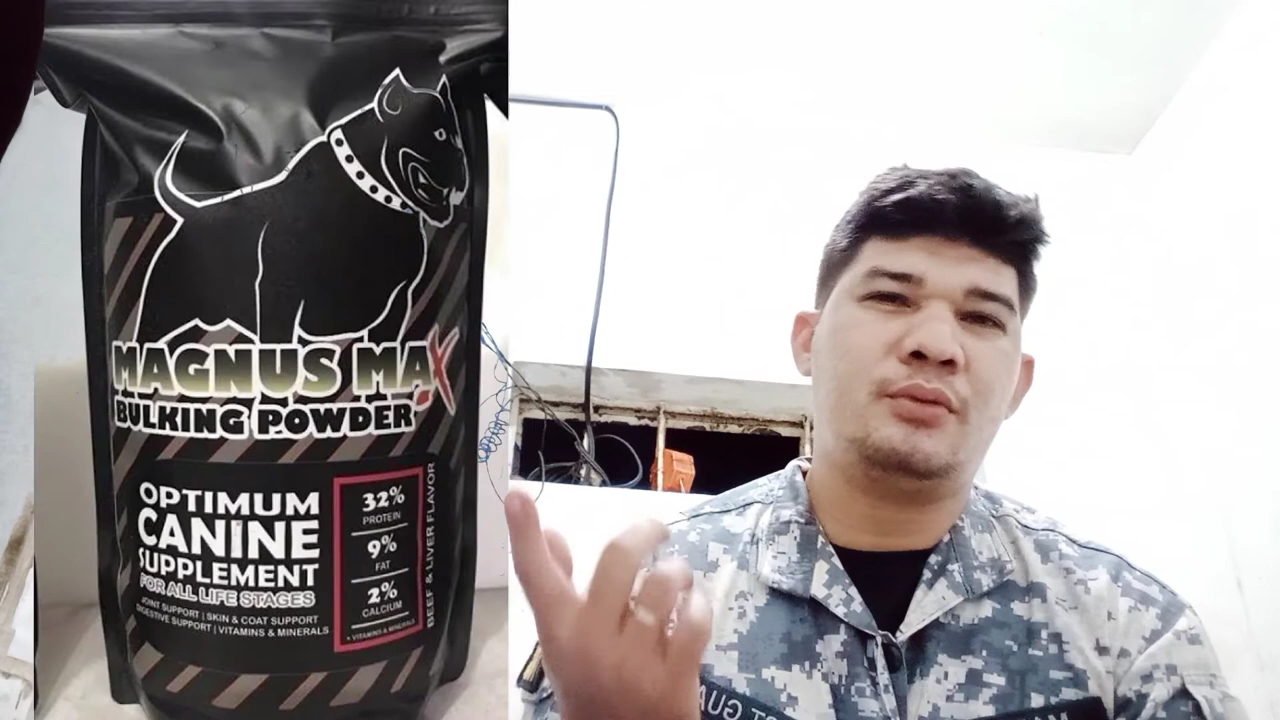 MAGNUS MAX
BULKING POWDER
OPTIMUM
CANINE
SUPPLEMENT
FOR ALL LIFE STAGES
JOINT SUPPORT | SKIN & COAT SUPPORT
DIGESTIVE SUPPORT | VITAMINS & MINERALS
32%
PROTEIN
9%
FAT
2%
CALCIUM
+ VITAMINS & MINERALS
BEEF & LIVER FLAVOR